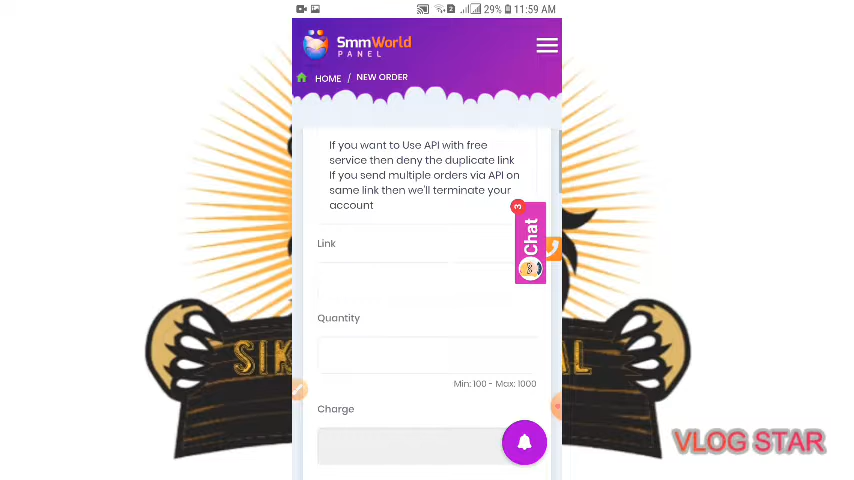 2 29% 11:59 AM
SmmWorld
PANEL
HOME / NEW ORDER
If you want to Use API with free
service then deny the duplicate link
If you send multiple orders via API on
same link then we'll terminate your
account
3
Chat
Link
Quantity
Min: 100 - Max: 1000
Charge
VLOG STAR